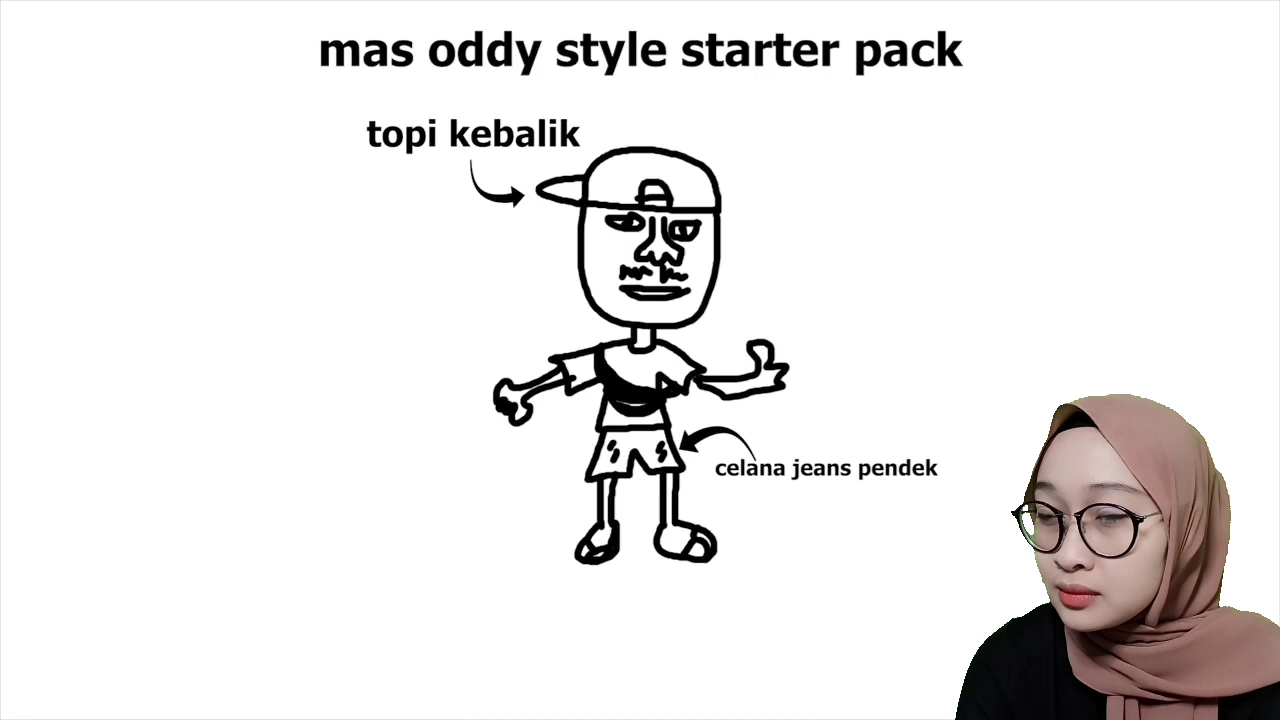 mas oddy style starter pack
topi kebalik
celana jeans pendek